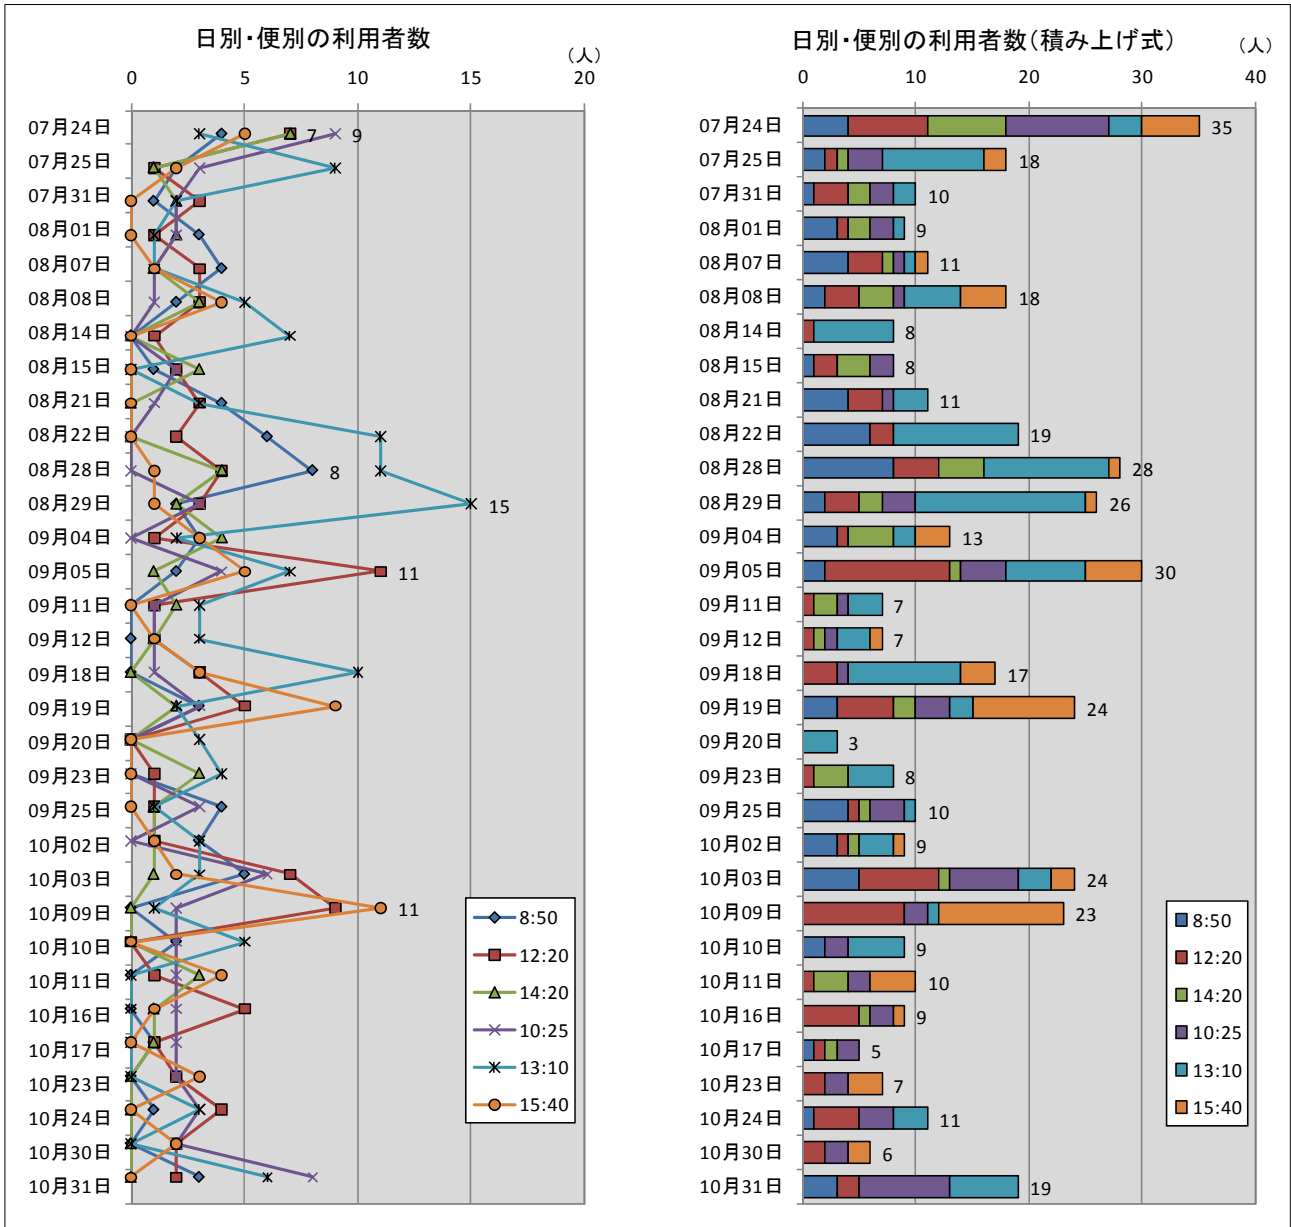 日別・便別の利用者数
(人)
0 5 10 15 20
07月24日
07月25日
07月31日
08月01日
08月07日
08月08日
08月14日
08月15日
08月21日
08月22日
08月28日
08月29日
09月04日
09月05日
09月11日
09月12日
09月18日
09月19日
09月20日
09月23日
09月25日
10月02日
10月03日
10月09日
10月10日
10月11日
10月16日
10月17日
10月23日
10月24日
10月30日
10月31日
7 9
8
15
11
11
8:50
12:20
14:20
10:25
13:10
15:40
日別・便別の利用者数(積み上げ式)
(人)
0 10 20 30 40
07月24日 35
07月25日 18
07月31日 10
08月01日 9
08月07日 11
08月08日 18
08月14日 8
08月15日 8
08月21日 11
08月22日 19
08月28日 28
08月29日 26
09月04日 13
09月05日 30
09月11日 7
09月12日 7
09月18日 17
09月19日 24
09月20日 3
09月23日 8
09月25日 10
10月02日 9
10月03日 24
10月09日 23
10月10日 9
10月11日 10
10月16日 9
10月17日 5
10月23日 7
10月24日 11
10月30日 6
10月31日 19
8:50
12:20
14:20
10:25
13:10
15:40